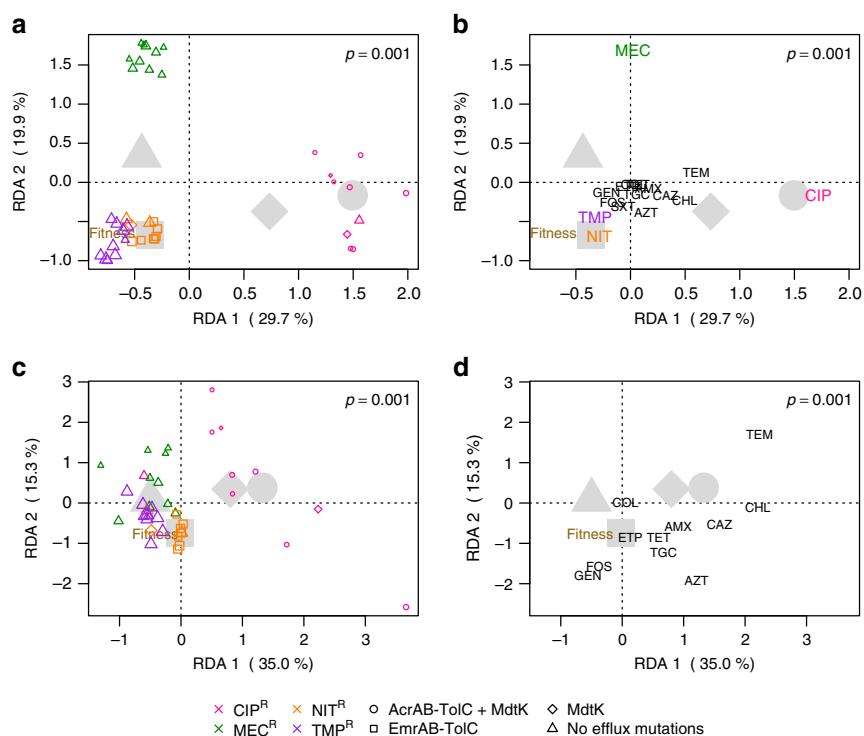 a
b
p = 0.001
RDA 2 ( 19.9 %)
1.5
1.0
0.5
0.0
−1.0
Fitness
−0.5
0.0
0.5
1.0
1.5
2.0
RDA 1 ( 29.7 %)
MEC
p = 0.001
RDA 2 ( 19.9 %)
1.5
1.0
0.5
0.0
−1.0
TEM
GEN
AMX
GC
CAZ
CHL
FOS
SXT
AZT
CIP
TMP
NIT
Fitness
−0.5
0.0
0.5
1.0
1.5
2.0
RDA 1 ( 29.7 %)
c
d
p = 0.001
RDA 2 ( 15.3 %)
3
2
1
0
−1
−2
Fitness
−1
0
1
2
3
RDA 1 ( 35.0 %)
p = 0.001
RDA 2 ( 15.3 %)
3
2
1
0
−1
−2
TEM
COL
CHL
AMX
CAZ
Fitness
ETP
TET
TGC
FOS
GEN
AZT
−1
0
1
2
3
RDA 1 ( 35.0 %)
CIPᴿ NITᴿ AcrAB-TolC + MdtK MdtK
MECᴿ TMPᴿ EmrAB-TolC No efflux mutations